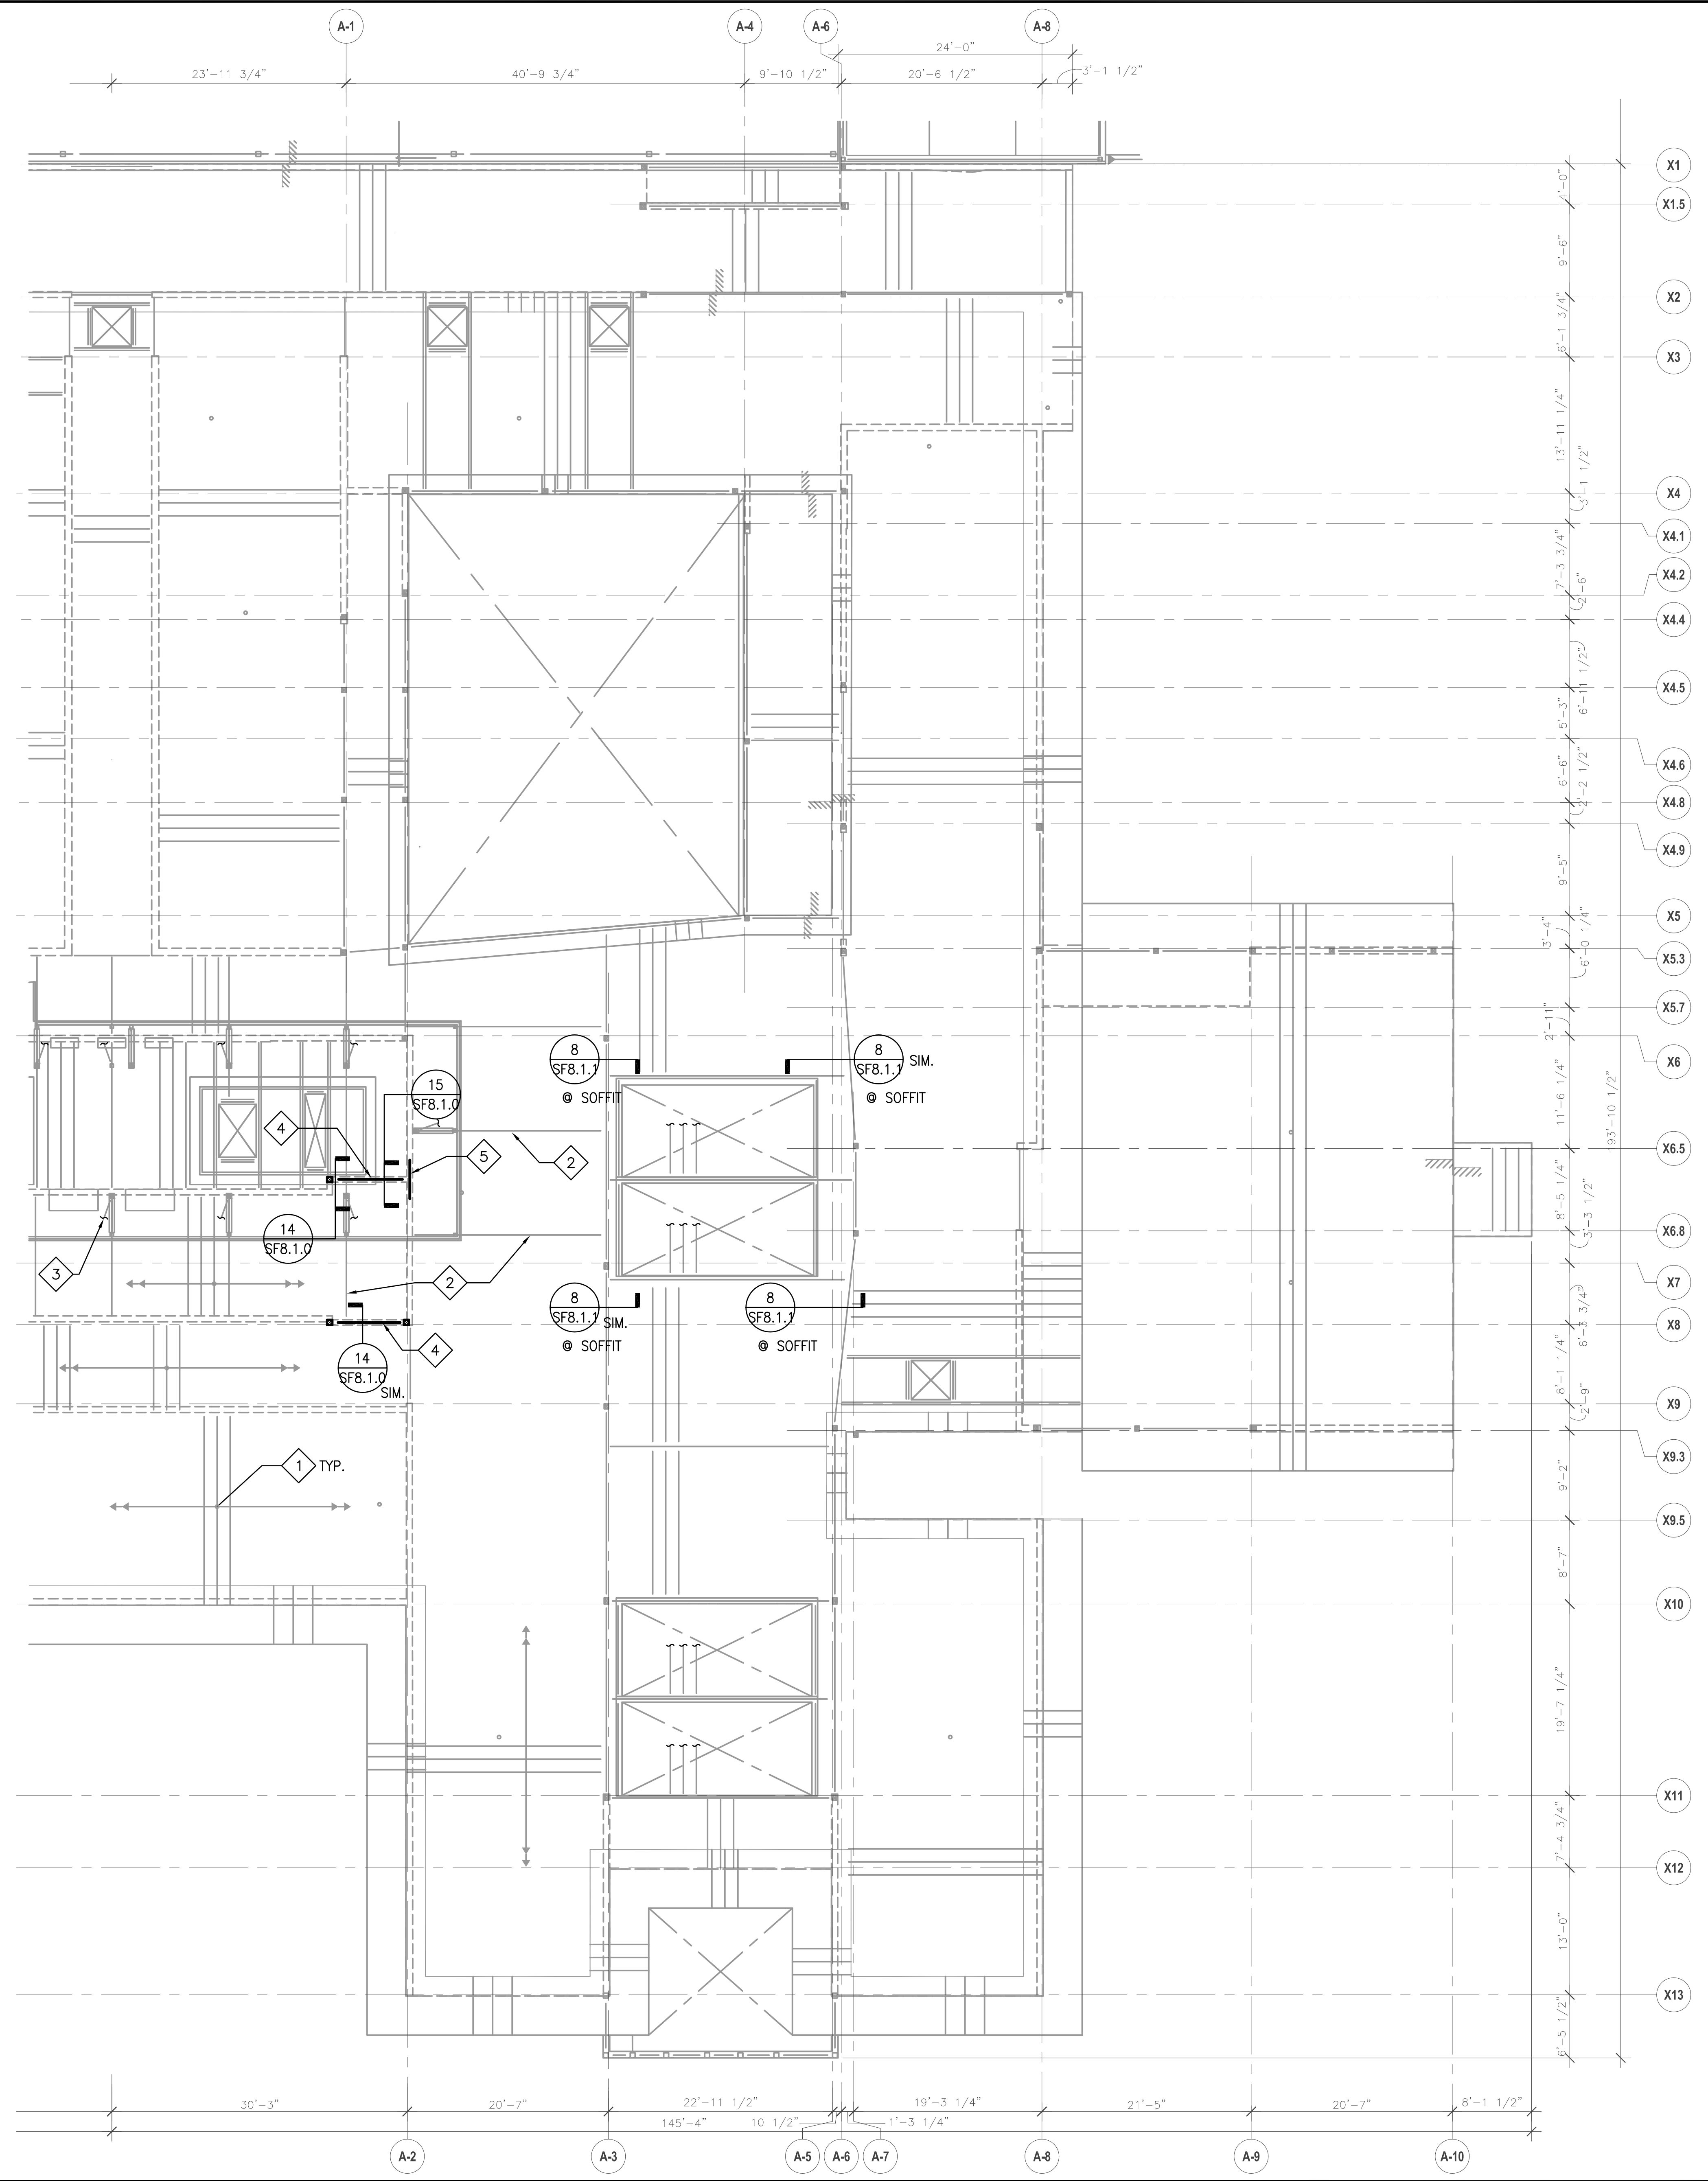 A-1
A-4
A-6
A-8
24'-0"
23'-11 3/4"
40'-9 3/4"
9'-10 1/2"
20'-6 1/2"
3'-1 1/2"
X1
4'-0"
X1.5
9'-6"
X2
6'-1 3/4"
X3
13'-11 1/4"
X4
3'-1 1/2"
X4.1
7'-3 3/4"
X4.2
2'-6"
X4.4
6'-11 1/2"
X4.5
5'-3"
X4.6
6'-6"
X4.8
2'-2 1/2"
X4.9
9'-5"
X5
3'-4"
X5.3
6'-0 1/4"
X5.7
2'-11"
X6
11'-6 1/4"
193'-10 1/2"
X6.5
8'-5 1/4"
X6.8
3'-3 1/2"
X7
6'-3 3/4"
X8
8'-1 1/4"
X9
2'-9"
X9.3
9'-2"
X9.5
8'-7"
X10
19'-7 1/4"
X11
7'-4 3/4"
X12
13'-0"
X13
6'-5 1/2"
8
SF8.1.1
@ SOFFIT
8
SF8.1.1
SIM.
@ SOFFIT
15
SF8.1.0
4
5
2
14
SF8.1.0
3
2
8
SF8.1.1
SIM.
@ SOFFIT
8
SF8.1.1
@ SOFFIT
4
14
SF8.1.0
SIM.
1 TYP.
30'-3"
20'-7"
22'-11 1/2"
19'-3 1/4"
21'-5"
20'-7"
8'-1 1/2"
145'-4"
10 1/2"
1'-3 1/4"
A-2
A-3
A-5
A-6
A-7
A-8
A-9
A-10